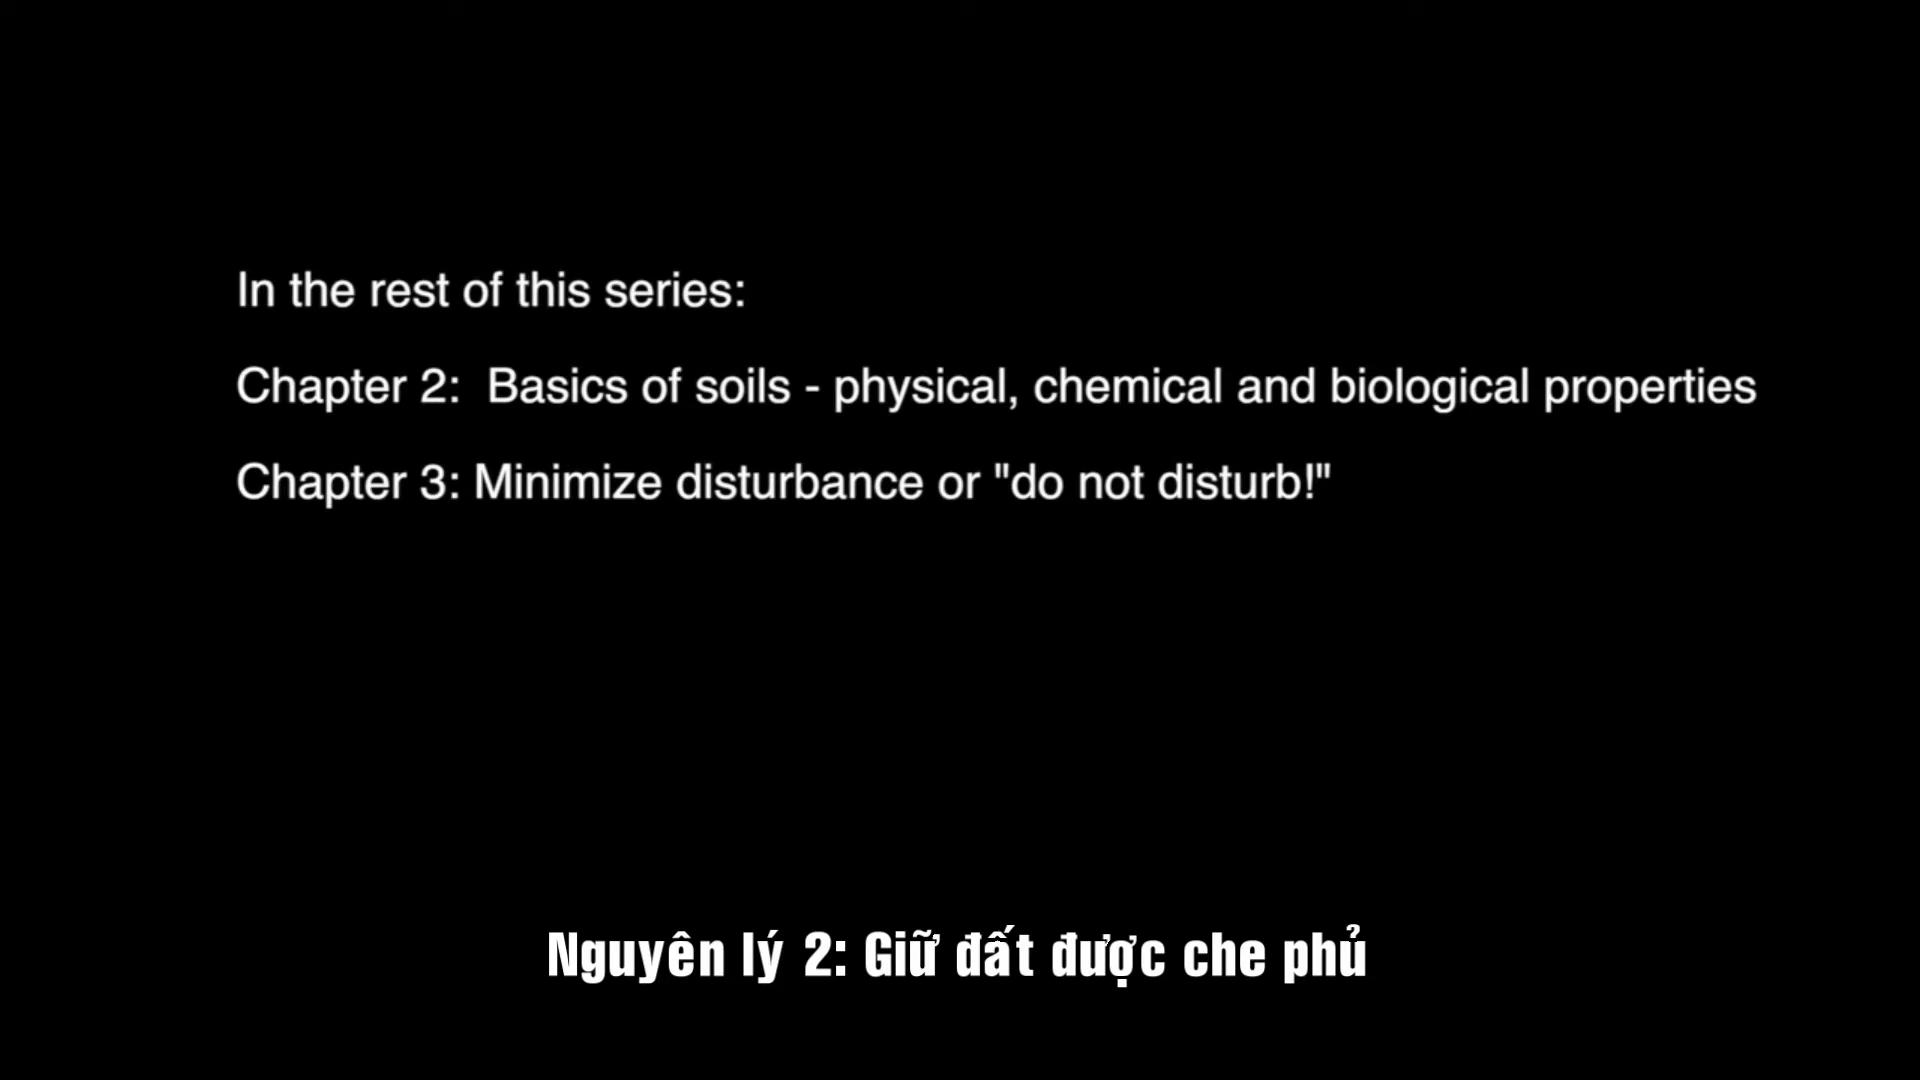 In the rest of this series:
Chapter 2:  Basics of soils - physical, chemical and biological properties
Chapter 3: Minimize disturbance or "do not disturb!"
Nguyên lý 2: Giữ đất được che phủ